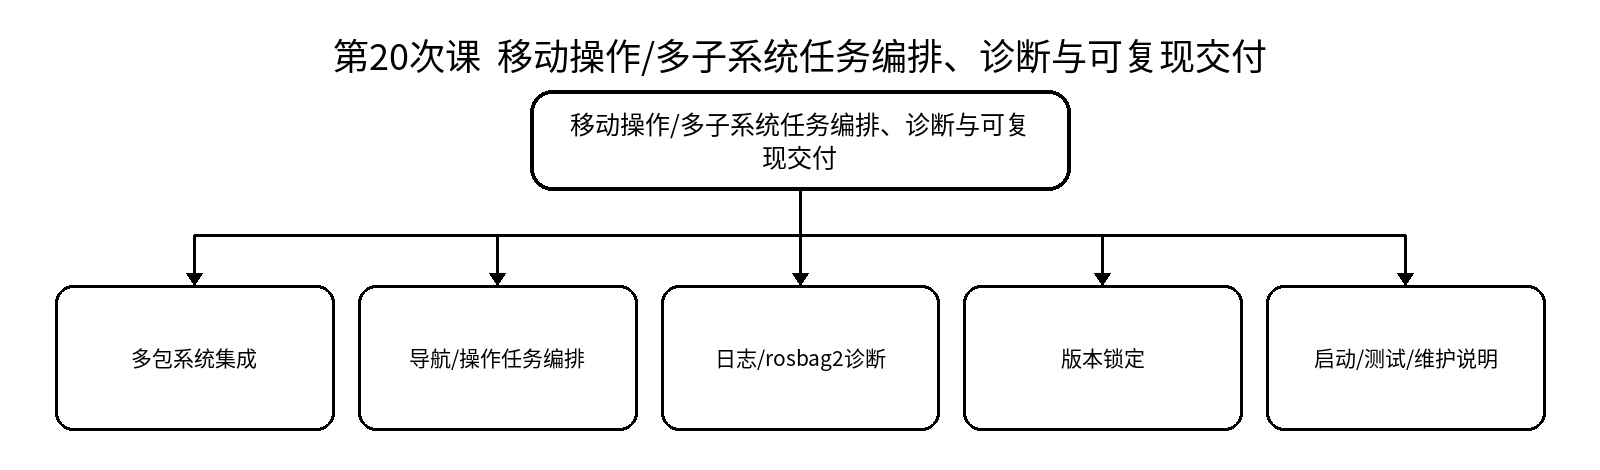 第20次课 移动操作/多子系统任务编排、诊断与可复现交付
移动操作/多子系统任务编排、诊断与可复
现交付
多包系统集成
导航/操作任务编排
日志/rosbag2诊断
版本锁定
启动/测试/维护说明